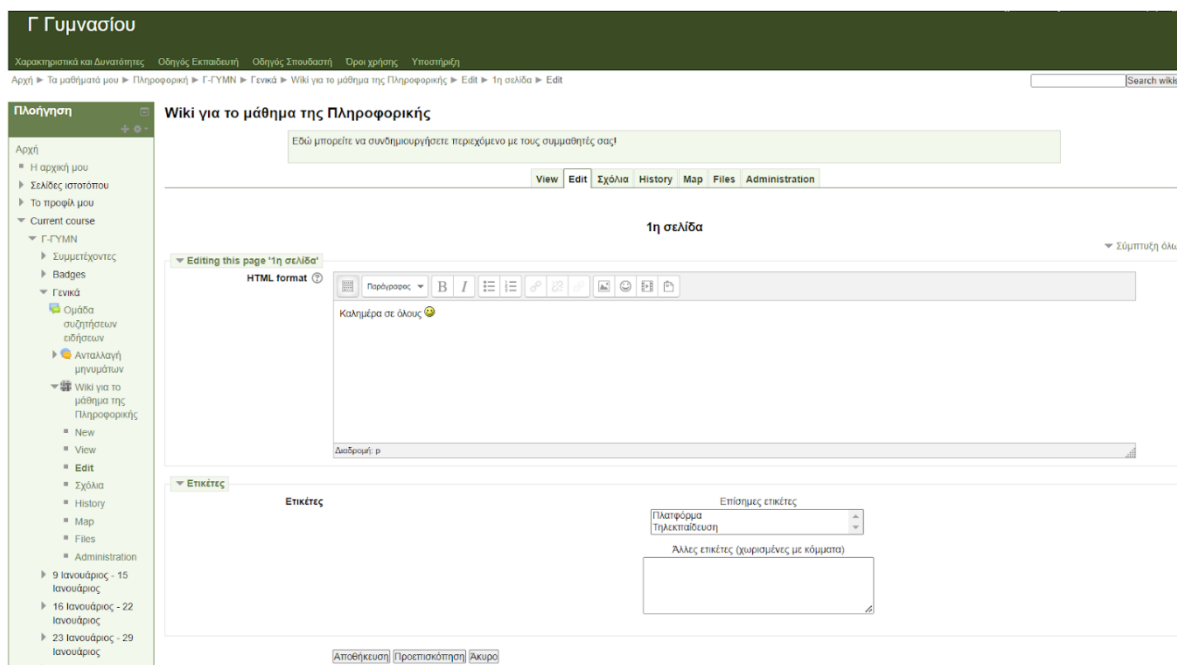 Γ Γυμνασίου
Χαρακτηριστικά και Δυνατότητες Οδηγός Εκπαιδευτή Οδηγός Σπουδαστή Όροι χρήσης Υποστήριξη
Αρχή ► Τα μαθήματά μου ► Πληροφορική ► Γ-ΓΥΜΝ ► Γενικά ► Wiki για το μάθημα της Πληροφορικής ► Edit ► 1η σελίδα ► Edit
Search wikis
Πλοήγηση
Αρχή
Η αρχική μου
Σελίδες ιστοτόπου
Το προφίλ μου
Current course
Γ-ΓΥΜΝ
Συμμετέχοντες
Badges
Γενικά
Ομάδα
συζητήσεων
ειδήσεων
Ανταλλαγή
μηνυμάτων
Wiki για το
μάθημα της
Πληροφορικής
New
View
Edit
Σχόλια
History
Map
Files
Administration
9 Ιανουάριος - 15
Ιανουάριος
16 Ιανουάριος - 22
Ιανουάριος
23 Ιανουάριος - 29
Ιανουάριος
Wiki για το μάθημα της Πληροφορικής
Εδώ μπορείτε να συνδημιουργήσετε περιεχόμενο με τους συμμαθητές σας!
View Edit Σχόλια History Map Files Administration
1η σελίδα
Σύμπτυξη όλω
Editing this page '1η σελίδα'
HTML format
Παράγραφος B I
Καλημέρα σε όλους
Διαδρομή: p
Ετικέτες
Ετικέτες
Επίσημες ετικέτες
Πλατφόρμα
Τηλεκπαίδευση
Άλλες ετικέτες (χωρισμένες με κόμματα)
Αποθήκευση Προεπισκόπηση Άκυρο